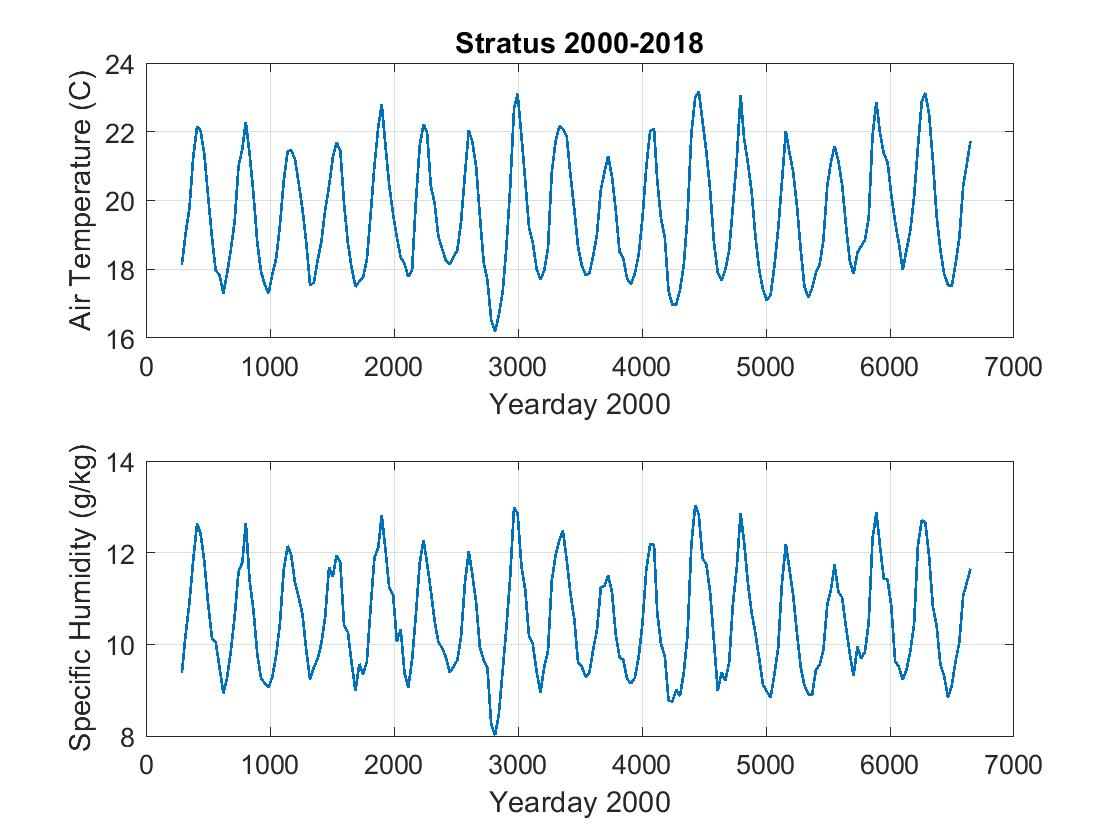 Stratus 2000-2018
Air Temperature (C)
24
22
20
18
16
0 1000 2000 3000 4000 5000 6000 7000
Yearday 2000
Specific Humidity (g/kg)
14
12
10
8
0 1000 2000 3000 4000 5000 6000 7000
Yearday 2000